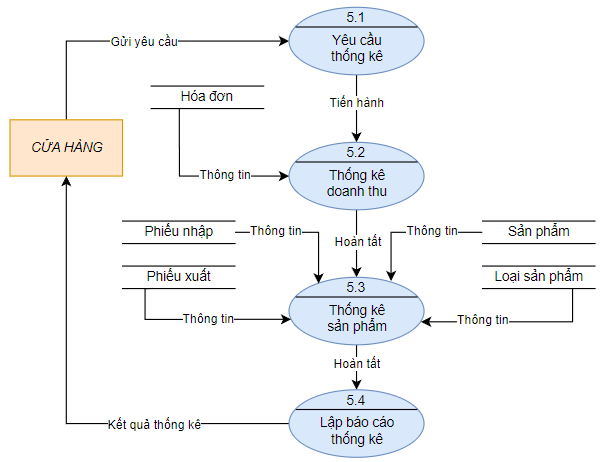 5.1
Gửi yêu cầu
Yêu cầu
thống kê
Hóa đơn
Tiến hành
CỬA HÀNG
5.2
Thông tin
Thống kê
doanh thu
Phiếu nhập
Thông tin
Hoàn tất
Thông tin
Sản phẩm
Phiếu xuất
Loại sản phẩm
5.3
Thông tin
Thống kê
sản phẩm
Thông tin
Hoàn tất
5.4
Kết quả thống kê
Lập báo cáo
thống kê